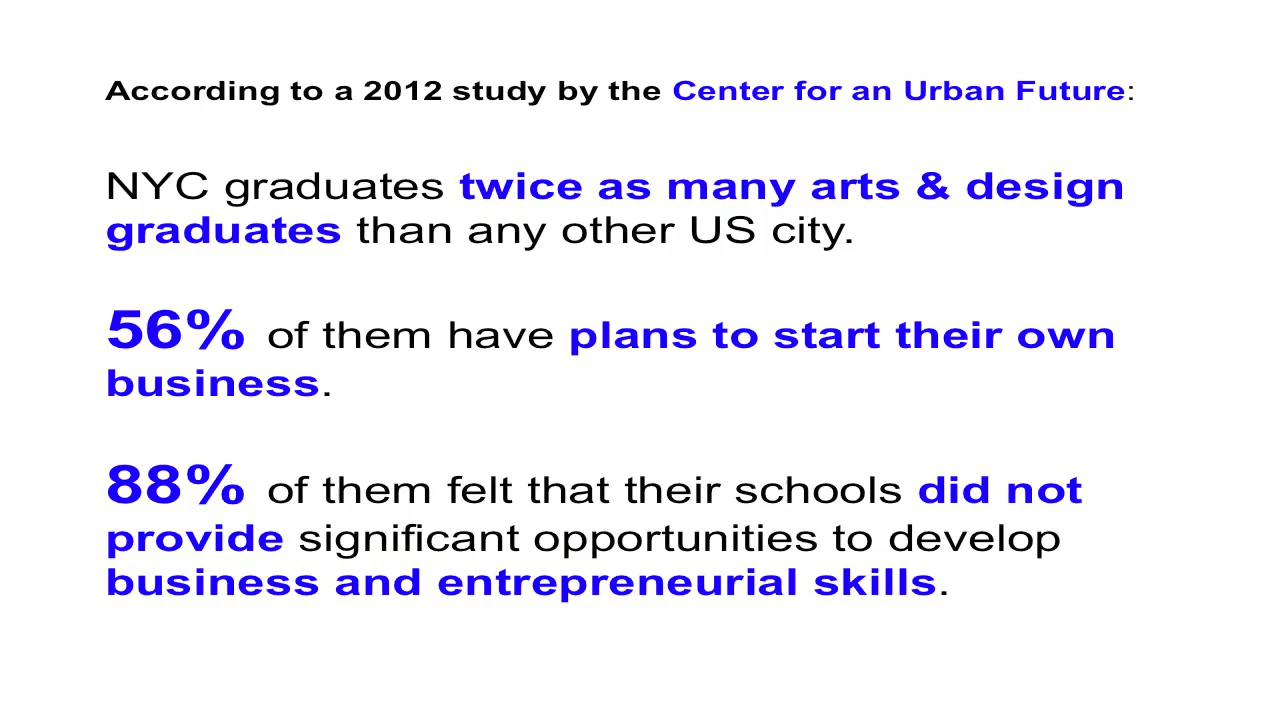 According to a 2012 study by the Center for an Urban Future:
NYC graduates twice as many arts & design
graduates than any other US city.
56% of them have plans to start their own
business.
88% of them felt that their schools did not
provide significant opportunities to develop
business and entrepreneurial skills.